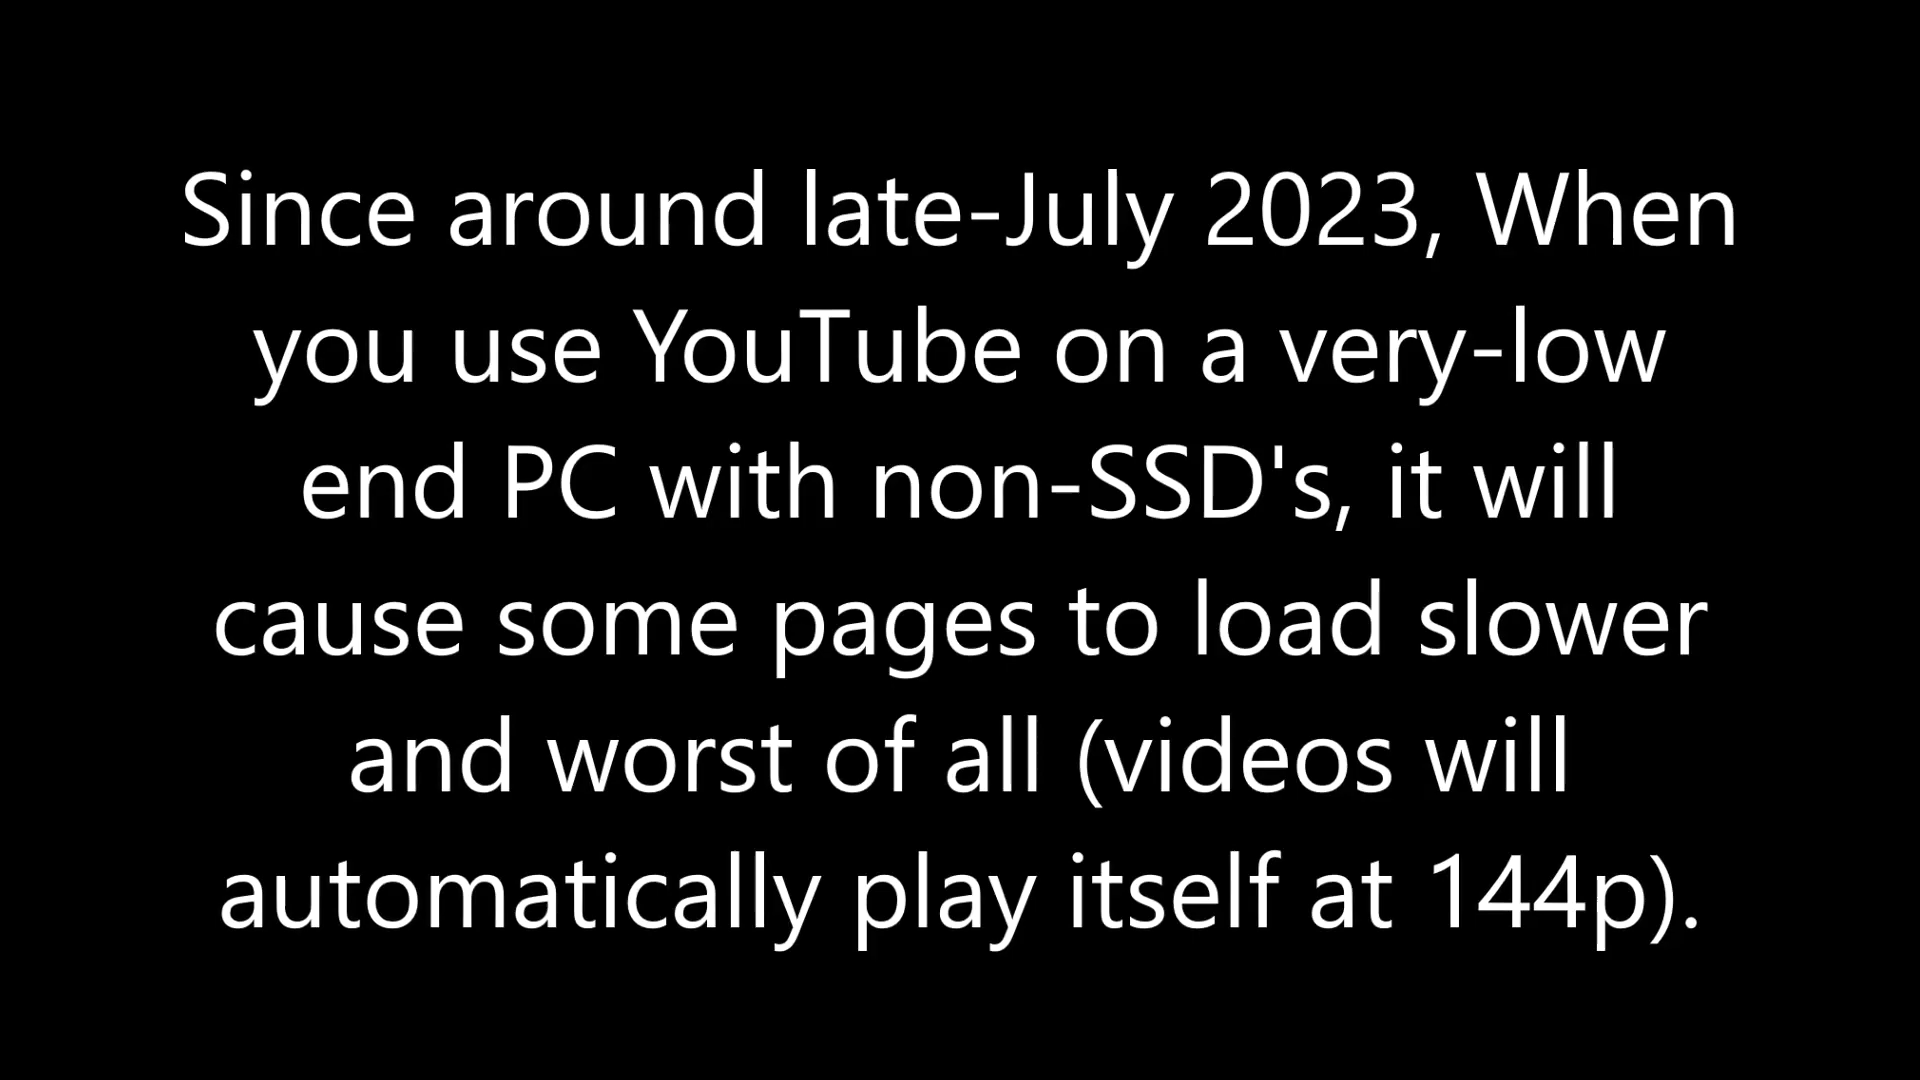 Since around late-July 2023, When
you use YouTube on a very-low
end PC with non-SSD's, it will
cause some pages to load slower
and worst of all (videos will
automatically play itself at 144p).